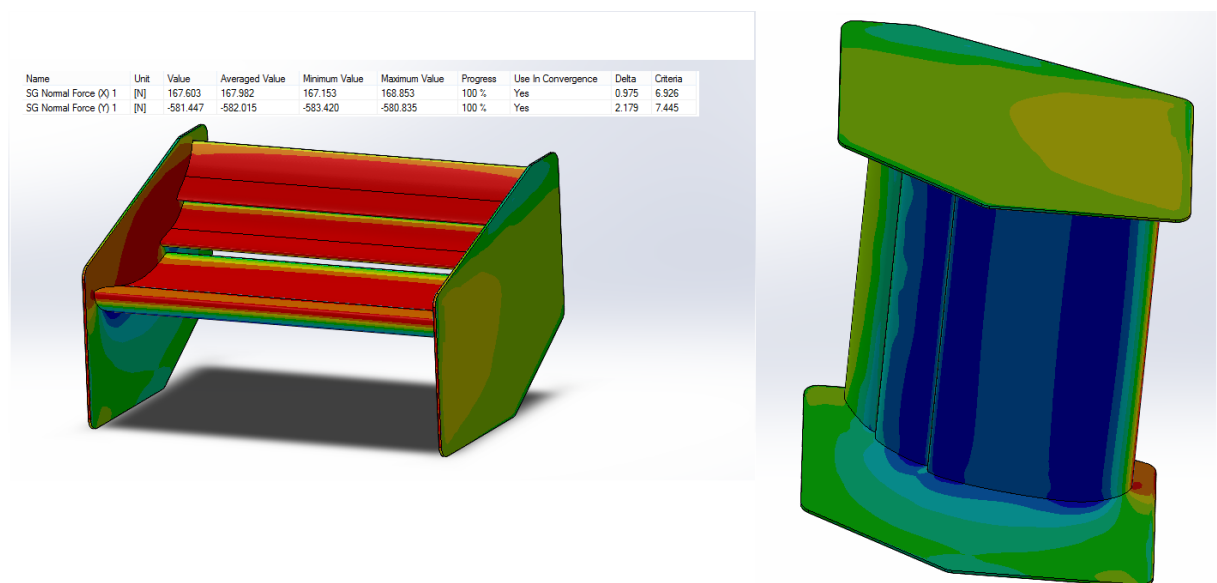 Name Unit Value Averaged Value Minimum Value Maximum Value Progress Use In Convergence Delta Criteria
SG Normal Force (X) 1 [N] 167.603 167.982 167.153 168.853 100 % Yes 0.975 6.926
SG Normal Force (Y) 1 [N] -581.447 -582.015 -583.420 -580.835 100 % Yes 2.179 7.445